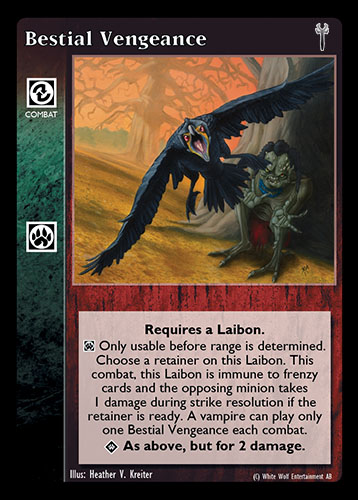 Bestial Vengeance
COMBAT
Requires a Laibon.
Only usable before range is determined.
Choose a retainer on this Laibon. This
combat, this Laibon is immune to frenzy
cards and the opposing minion takes
1 damage during strike resolution if the
retainer is ready. A vampire can play only
one Bestial Vengeance each combat.
As above, but for 2 damage.
Illus: Heather V. Kreiter
(C) White Wolf Entertainment AB